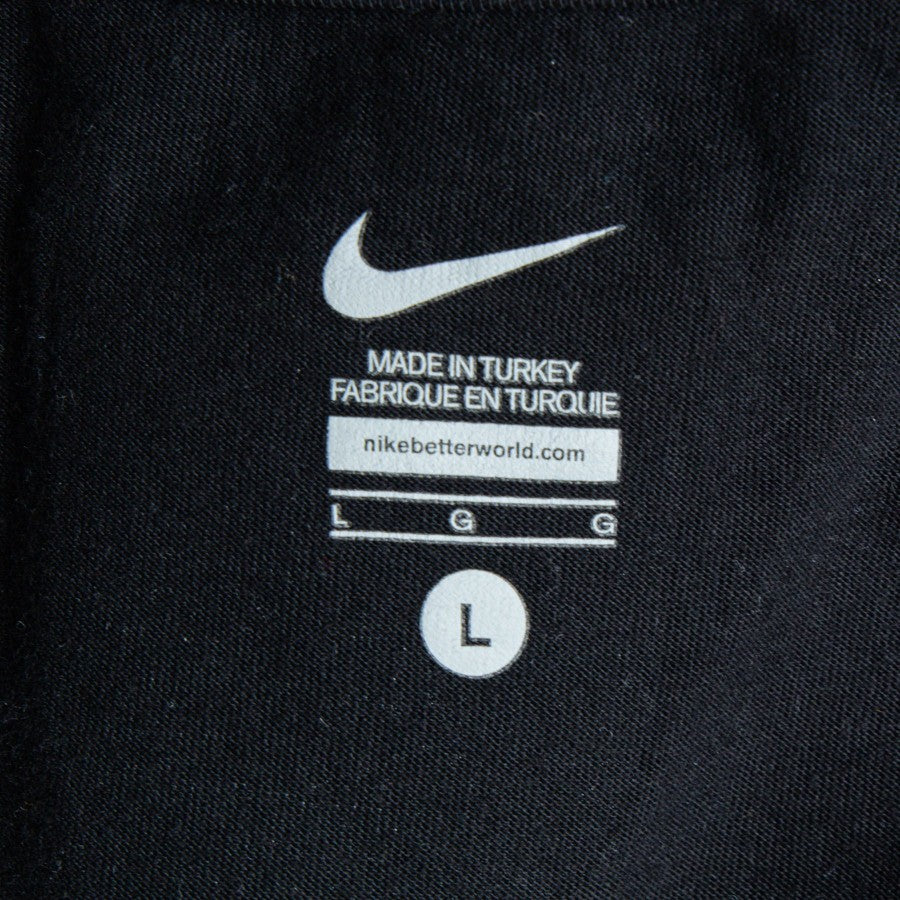 MADE IN TURKEY
FABRIQUE EN TURQUIE
nikebetterworld.com
L G G
L